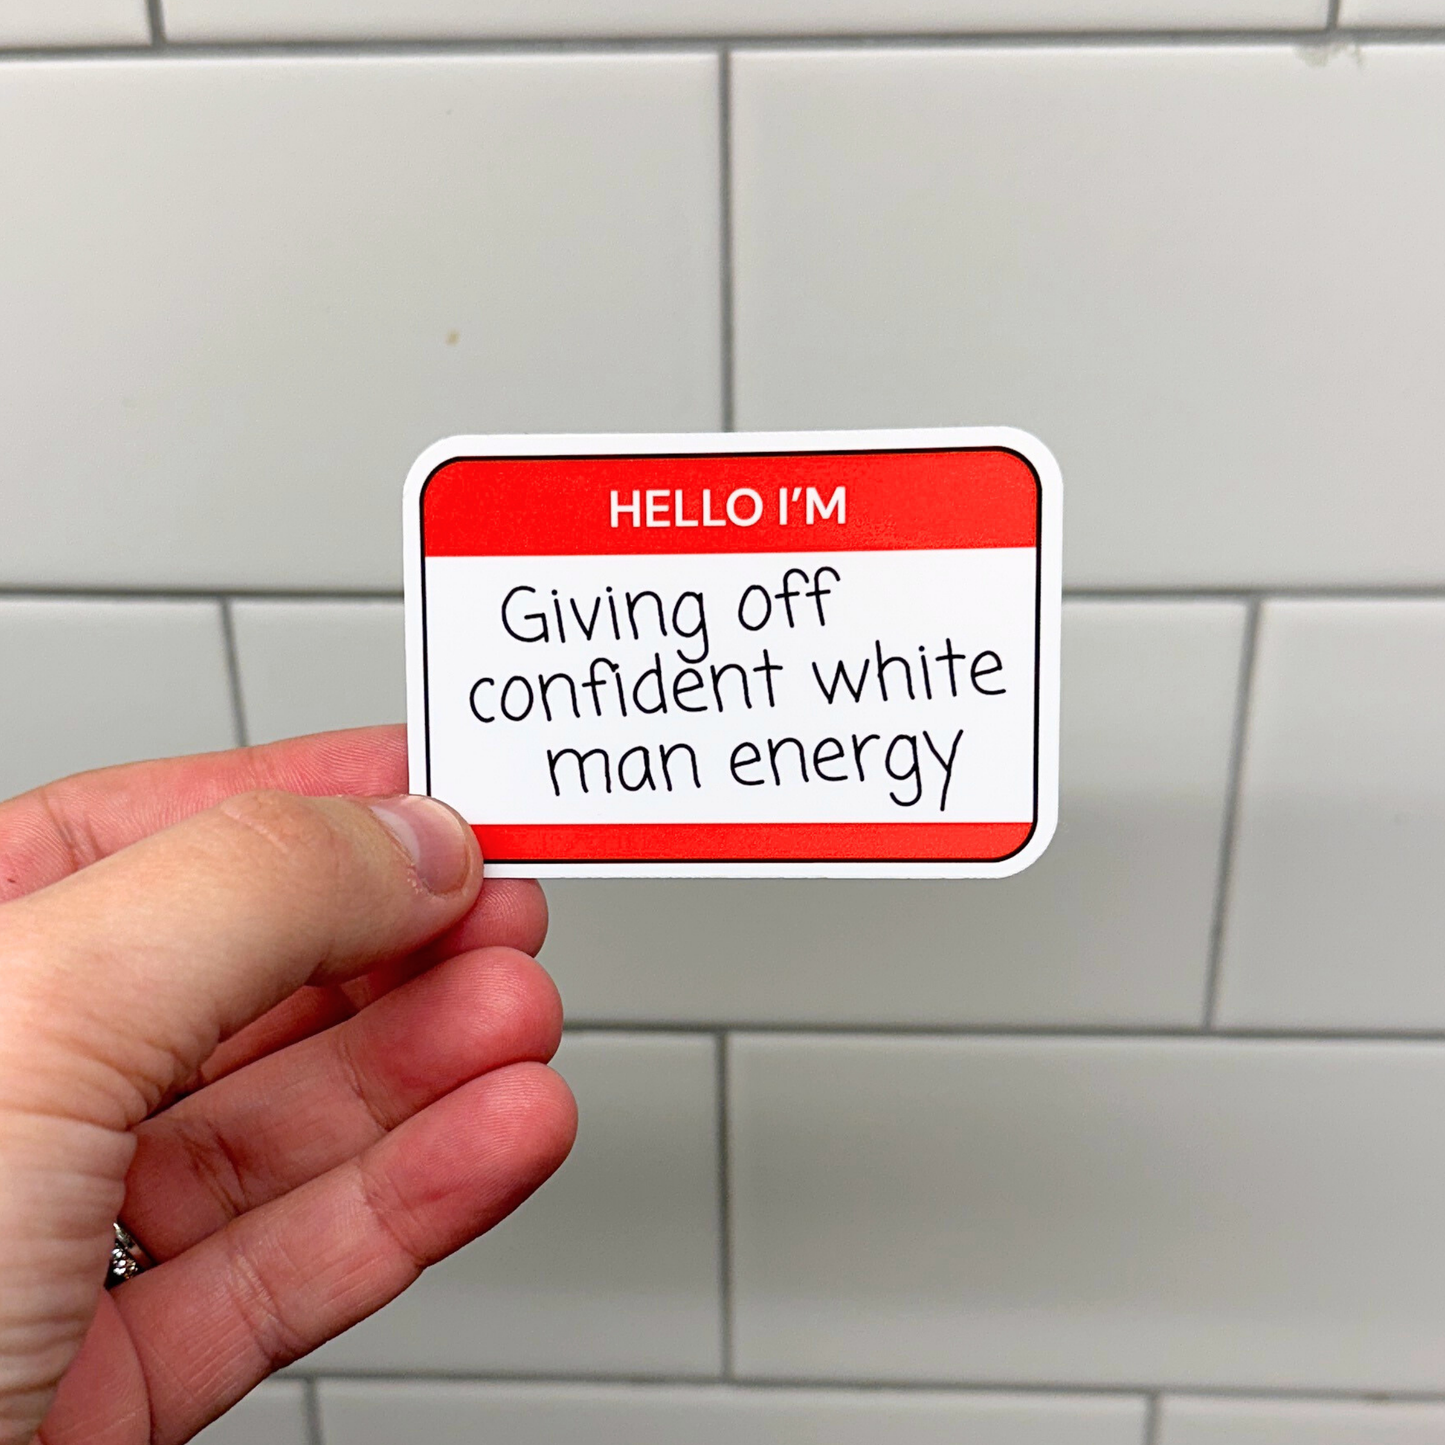 HELLO I'M
Giving off
confident white
man energy